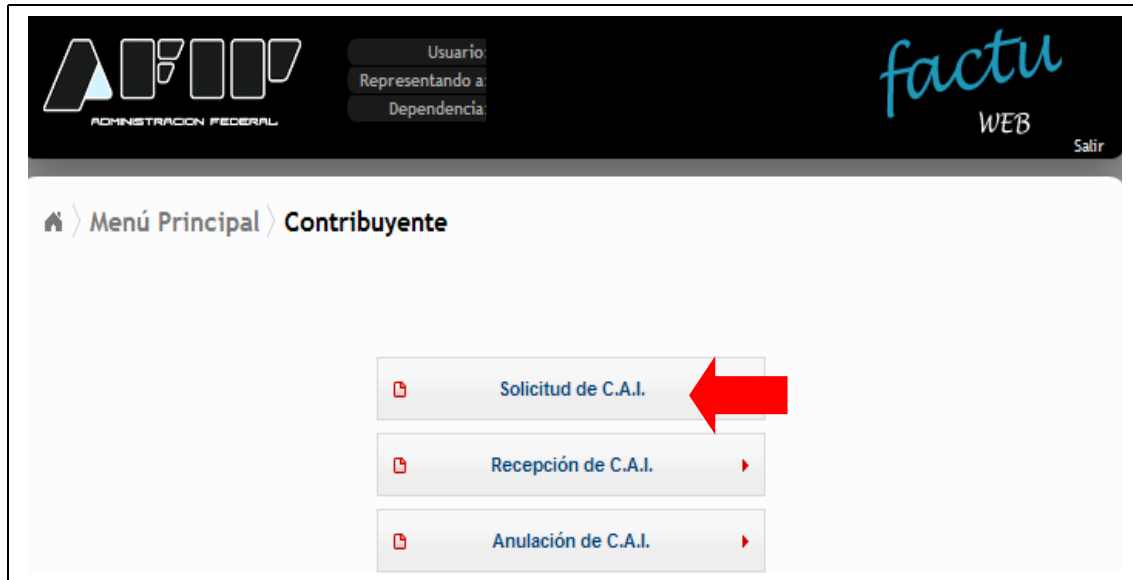 AFIP
ADMINISTRACION FEDERAL
Usuario:
Representando a:
Dependencia:
factu
WEB
Salir
Menú Principal Contribuyente
Solicitud de C.A.I.
Recepción de C.A.I.
Anulación de C.A.I.